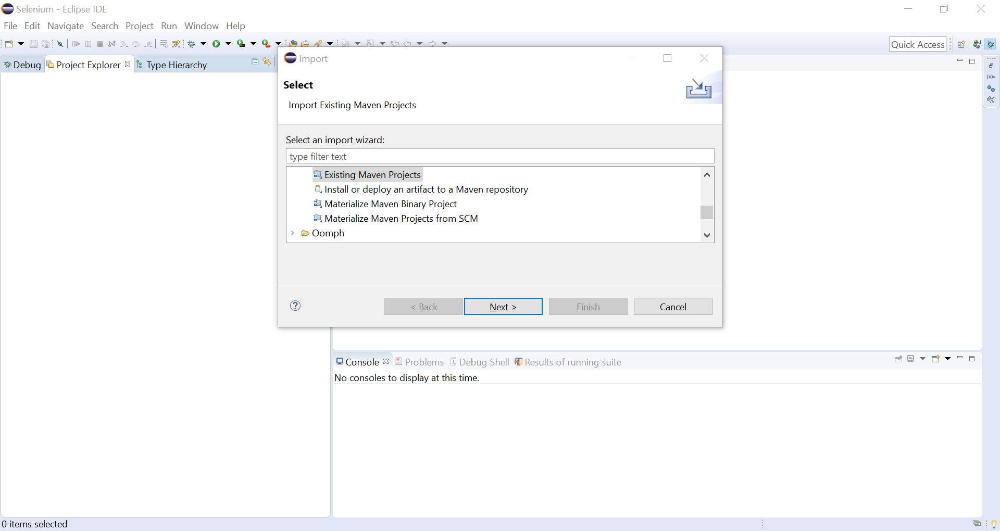 Selenium - Eclipse IDE
File Edit Navigate Search Project Run Window Help
Quick Access
Debug Project Explorer Type Hierarchy
Import
Select
Import Existing Maven Projects
Select an import wizard:
type filter text
Existing Maven Projects
Install or deploy an artifact to a Maven repository
Materialize Maven Binary Project
Materialize Maven Projects from SCM
Oomph
< Back Next > Finish Cancel
Console Problems Debug Shell Results of running suite
No consoles to display at this time.
0 items selected